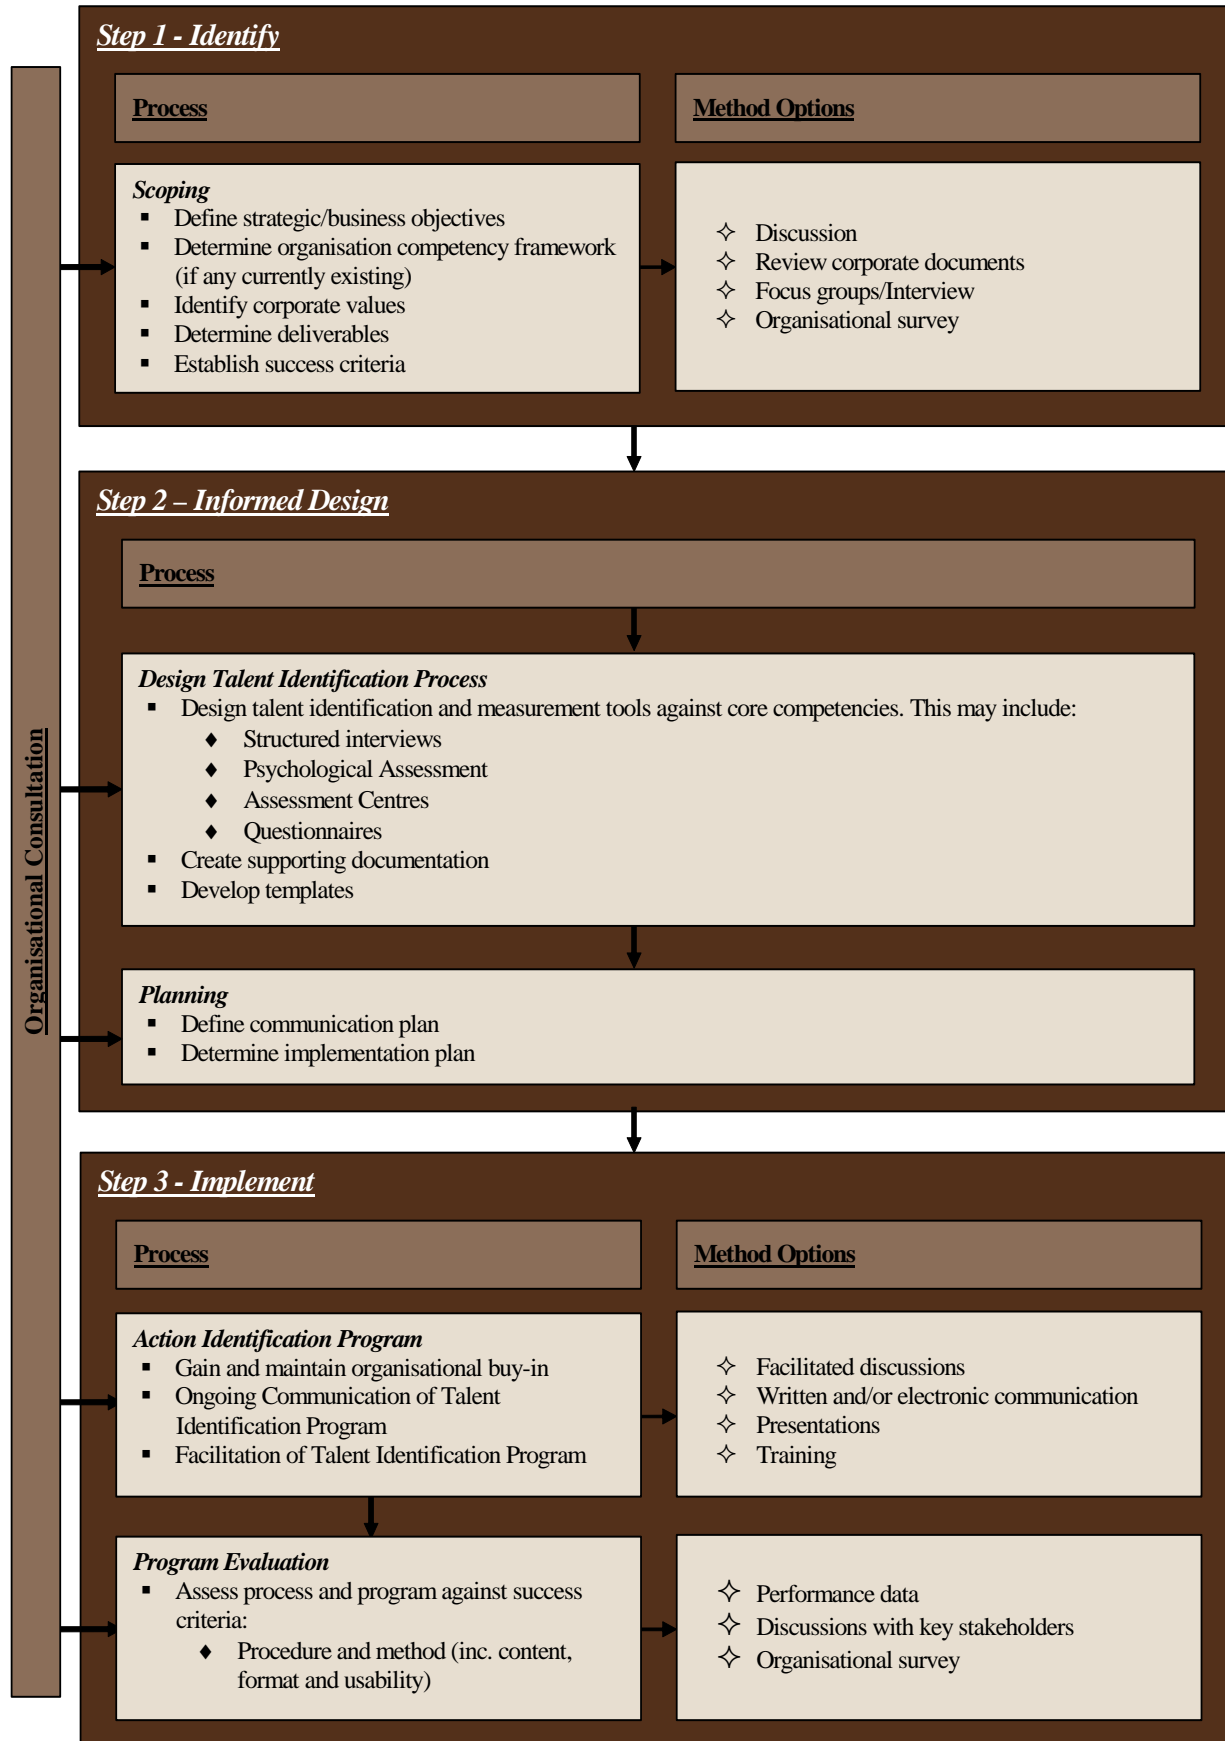 Organisational Consultation
Step 1 - Identify
Process
Method Options
Scoping
▪ Define strategic/business objectives
▪ Determine organisation competency framework
(if any currently existing)
▪ Identify corporate values
▪ Determine deliverables
▪ Establish success criteria
✧ Discussion
✧ Review corporate documents
✧ Focus groups/Interview
✧ Organisational survey
Step 2 – Informed Design
Process
Design Talent Identification Process
▪ Design talent identification and measurement tools against core competencies. This may include:
♦ Structured interviews
♦ Psychological Assessment
♦ Assessment Centres
♦ Questionnaires
▪ Create supporting documentation
▪ Develop templates
Planning
▪ Define communication plan
▪ Determine implementation plan
Step 3 - Implement
Process
Method Options
Action Identification Program
▪ Gain and maintain organisational buy-in
▪ Ongoing Communication of Talent
Identification Program
▪ Facilitation of Talent Identification Program
✧ Facilitated discussions
✧ Written and/or electronic communication
✧ Presentations
✧ Training
Program Evaluation
▪ Assess process and program against success
criteria:
♦ Procedure and method (inc. content,
format and usability)
✧ Performance data
✧ Discussions with key stakeholders
✧ Organisational survey